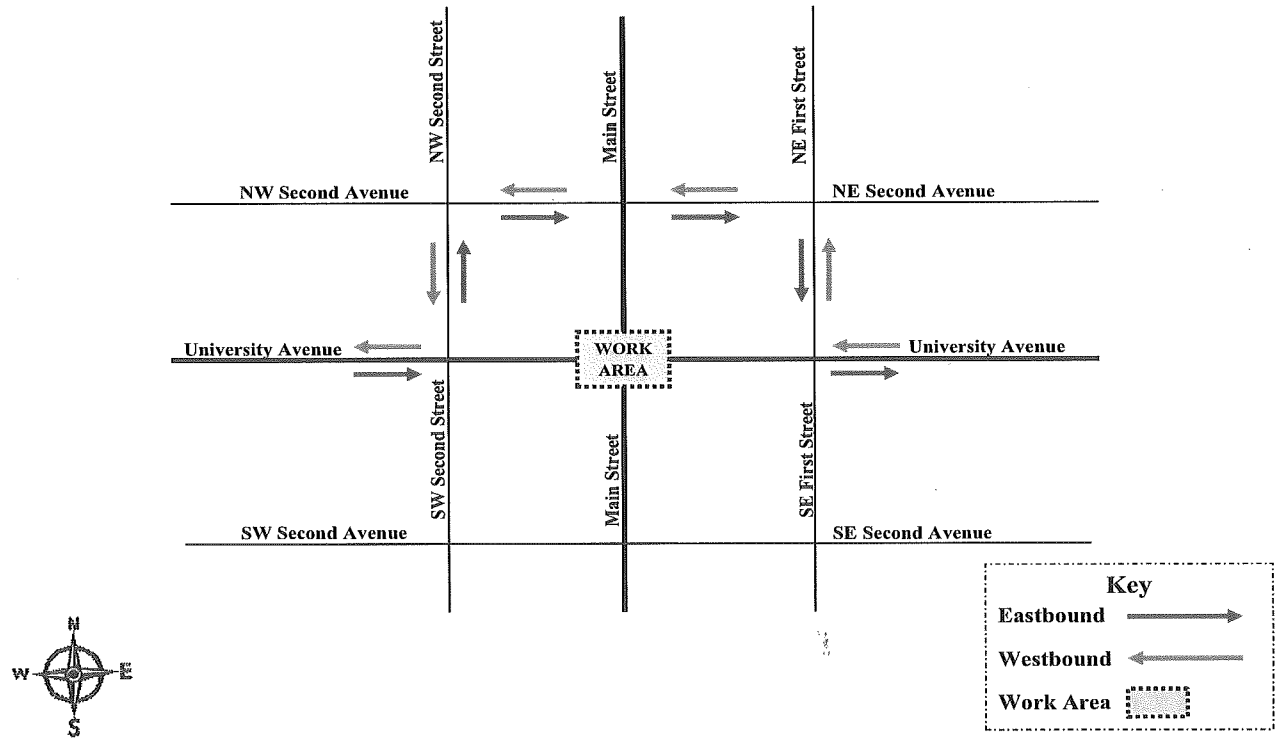 NW Second Street
Main Street
NE First Street
NW Second Avenue
NE Second Avenue
University Avenue
WORK
AREA
University Avenue
SW Second Street
Main Street
SE First Street
SW Second Avenue
SE Second Avenue
Key
Eastbound
Westbound
Work Area
N
W
E
S